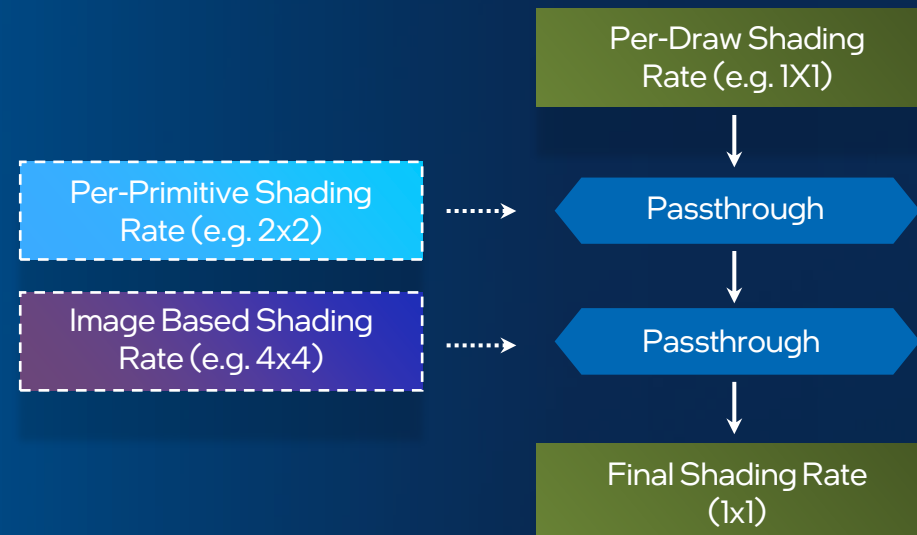 Per-Draw Shading
Rate (e.g. 1X1)
Per-Primitive Shading
Rate (e.g. 2x2)
Passthrough
Image Based Shading
Rate (e.g. 4x4)
Passthrough
Final Shading Rate
(1x1)